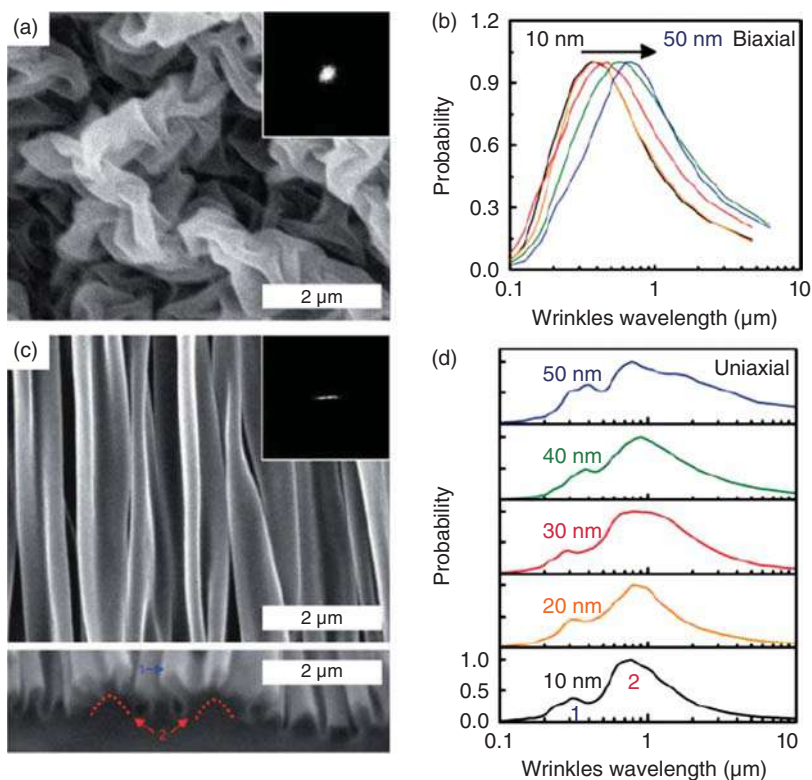 (a)
2 μm
(b)
10 nm
50 nm Biaxial
1.2
0.9
0.6
0.3
0.0
Probability
0.1
1
10
Wrinkles wavelength (μm)
(c)
2 μm
2 μm
1
2
(d)
Uniaxial
50 nm
40 nm
30 nm
20 nm
10 nm
1
2
1.0
0.5
0.0
Probability
0.1
1
10
Wrinkles wavelength (μm)